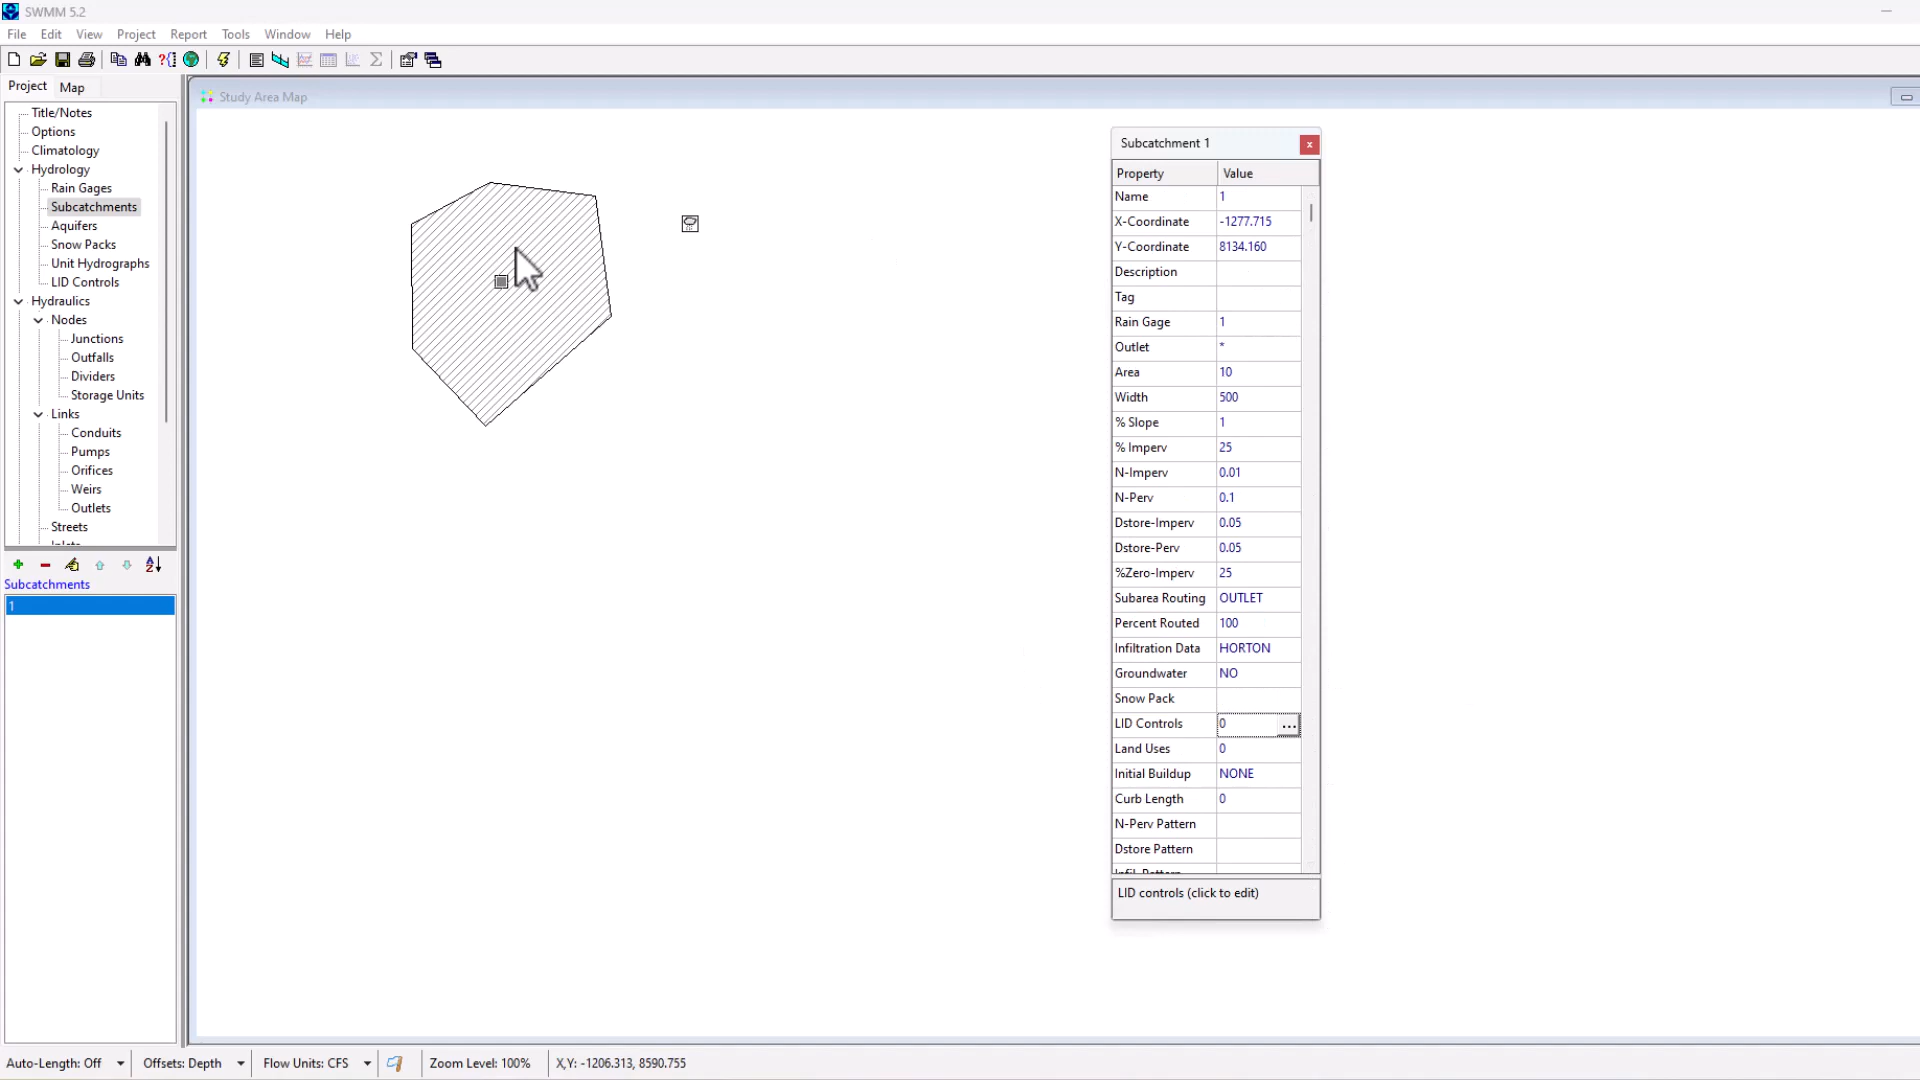 SWMM 5.2
File Edit View Project Report Tools Window Help
Project Map
Title/Notes
Options
Climatology
Hydrology
Rain Gages
Subcatchments
Aquifers
Snow Packs
Unit Hydrographs
LID Controls
Hydraulics
Nodes
Junctions
Outfalls
Dividers
Storage Units
Links
Conduits
Pumps
Orifices
Weirs
Outlets
Streets
Subcatchments
1
Study Area Map
Subcatchment 1
Property Value
Name 1
X-Coordinate -1277.715
Y-Coordinate 8134.160
Description
Tag
Rain Gage 1
Outlet *
Area 10
Width 500
% Slope 1
% Imperv 25
N-Imperv 0.01
N-Perv 0.1
Dstore-Imperv 0.05
Dstore-Perv 0.05
%Zero-Imperv 25
Subarea Routing OUTLET
Percent Routed 100
Infiltration Data HORTON
Groundwater NO
Snow Pack
LID Controls 0 ...
Land Uses 0
Initial Buildup NONE
Curb Length 0
N-Perv Pattern
Dstore Pattern
LID controls (click to edit)
Auto-Length: Off Offsets: Depth Flow Units: CFS Zoom Level: 100% X,Y: -1206.313, 8590.755